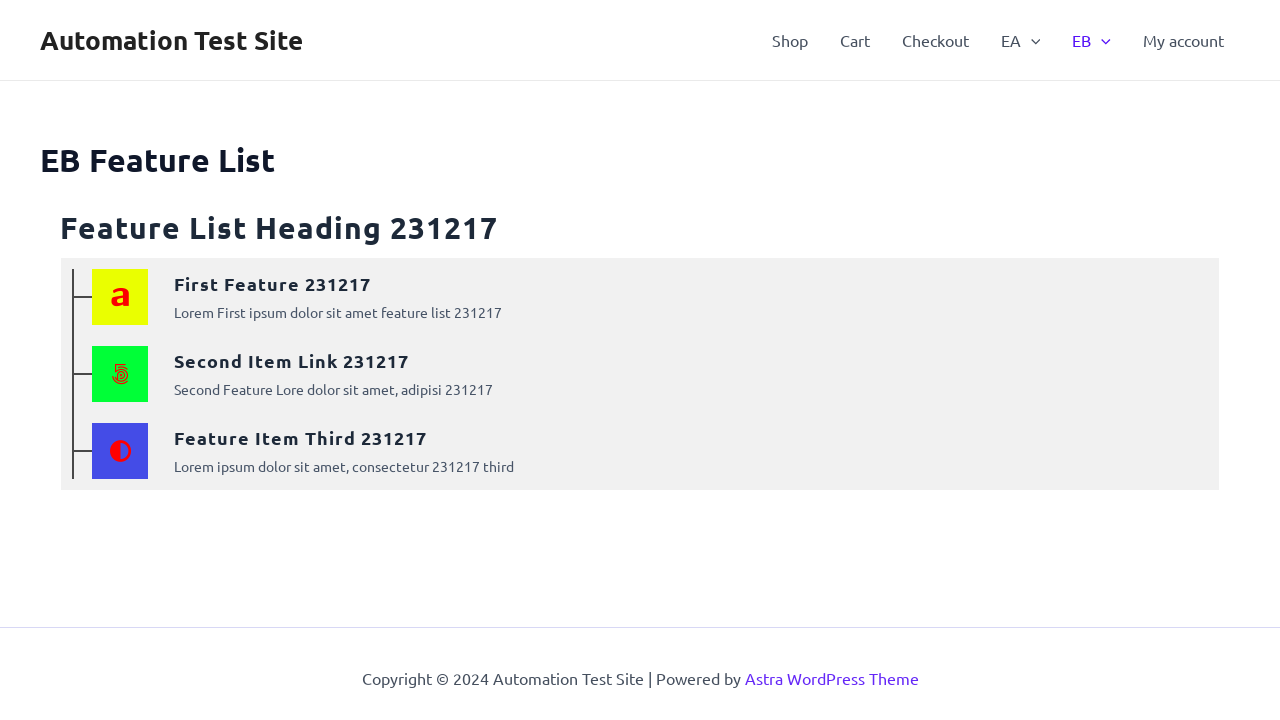 Automation Test Site
Shop Cart Checkout EA EB My account
EB Feature List
Feature List Heading 231217
a
First Feature 231217
Lorem First ipsum dolor sit amet feature list 231217
5
Second Item Link 231217
Second Feature Lore dolor sit amet, adipisi 231217
Feature Item Third 231217
Lorem ipsum dolor sit amet, consectetur 231217 third
Copyright © 2024 Automation Test Site | Powered by Astra WordPress Theme